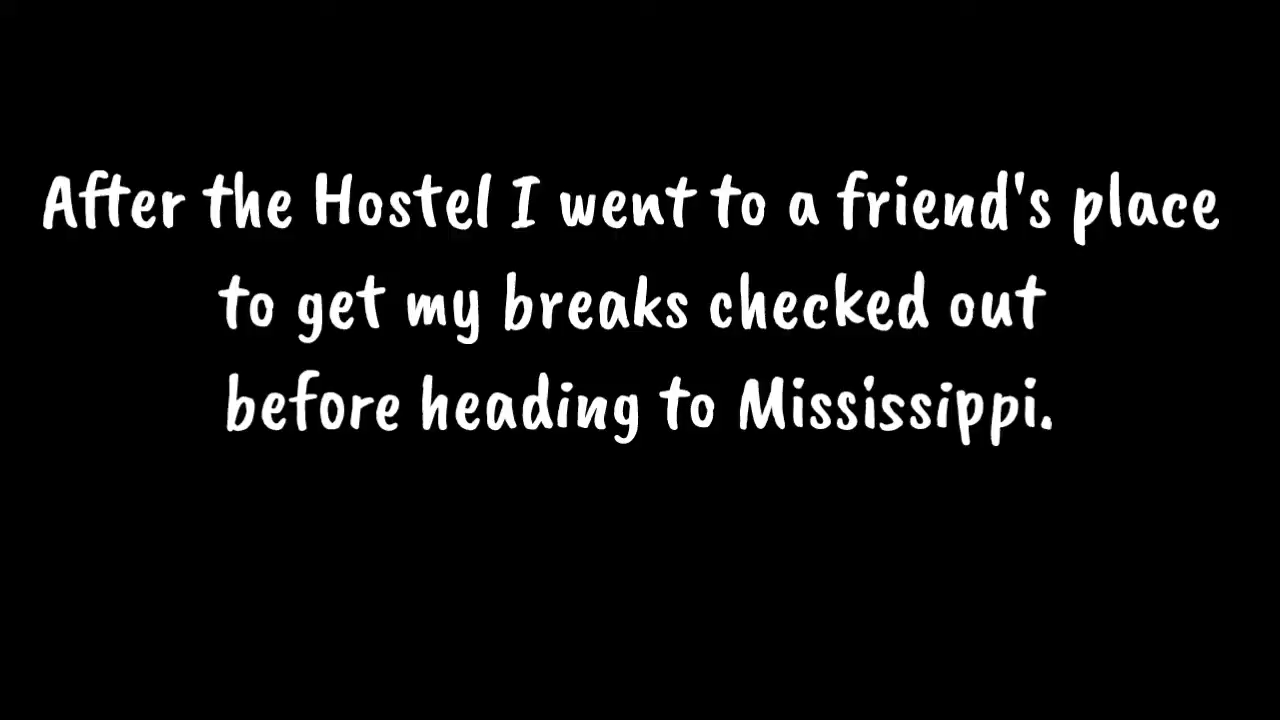 After the Hostel I went to a friend's place
to get my breaks checked out
before heading to Mississippi.